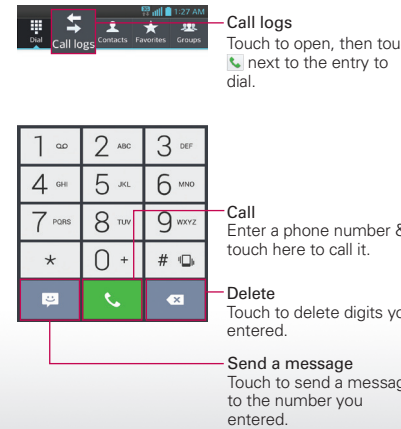 1:27 AM
Dial Call logs Contacts Favorites Groups
Call logs
Touch to open, then tou
next to the entry to
dial.
1 2 ABC 3 DEF
4 GHI 5 JKL 6 MNO
7 PQRS 8 TUV 9 WXYZ
* 0 + #
Call
Enter a phone number &
touch here to call it.
Delete
Touch to delete digits yo
entered.
Send a message
Touch to send a messag
to the number you
entered.